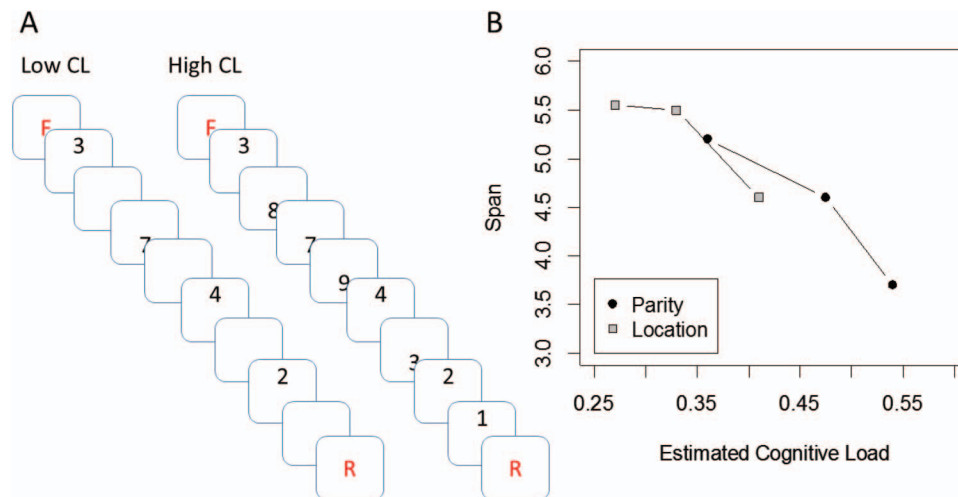 A
Low CL
High CL
F
3
7
4
2
R
F
3
8
7
9
4
3
2
1
R
B
6.0
5.5
5.0
4.5
4.0
3.5
3.0
Span
Parity
Location
0.25
0.35
0.45
0.55
Estimated Cognitive Load